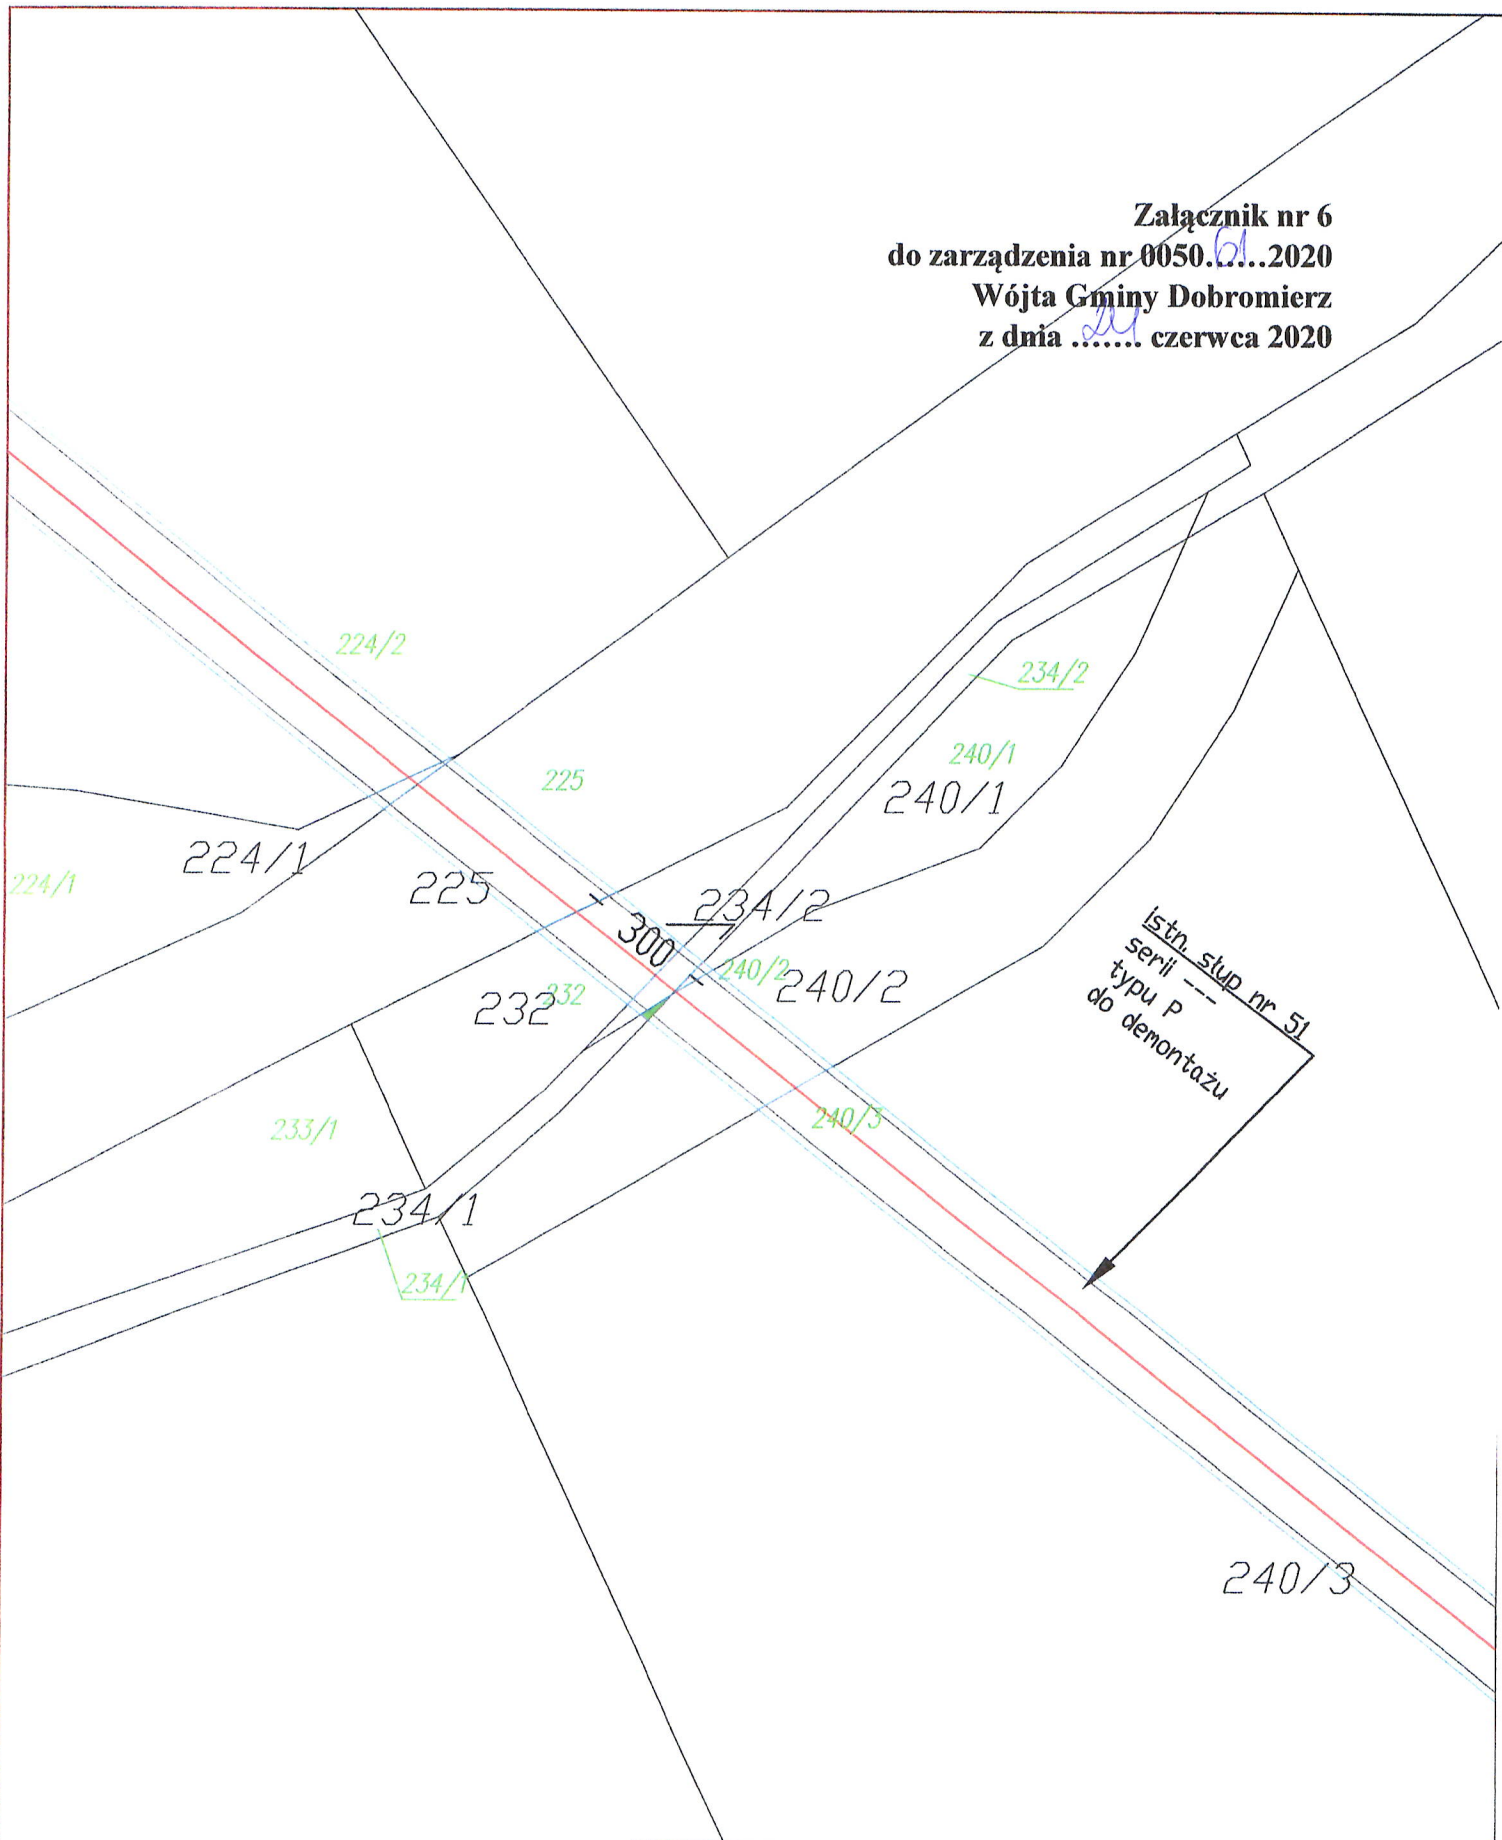 Załącznik nr 6
do zarządzenia nr 0050.61...2020
Wójta Gminy Dobromierz
z dnia ....... czerwca 2020
224/2
234/2
240/1
225
240/1
224/1
224/1
225
234/2
300
240/2
240/2
232
232
istn. słup nr 51
serii ---
typu P
do demontażu
240/3
233/1
234/1
234/1
240/3